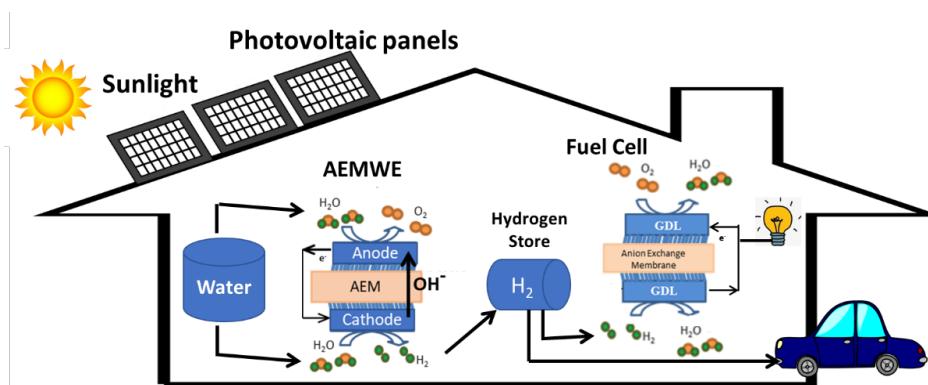 Photovoltaic panels
Sunlight
AEMWE
H₂O
O₂
Anode
e⁻
AEM
OH⁻
Cathode
H₂O
H₂
Water
Hydrogen
Store
H₂
Fuel Cell
O₂
H₂O
GDL
e⁻
Anion Exchange
Membrane
GDL
H₂
H₂O